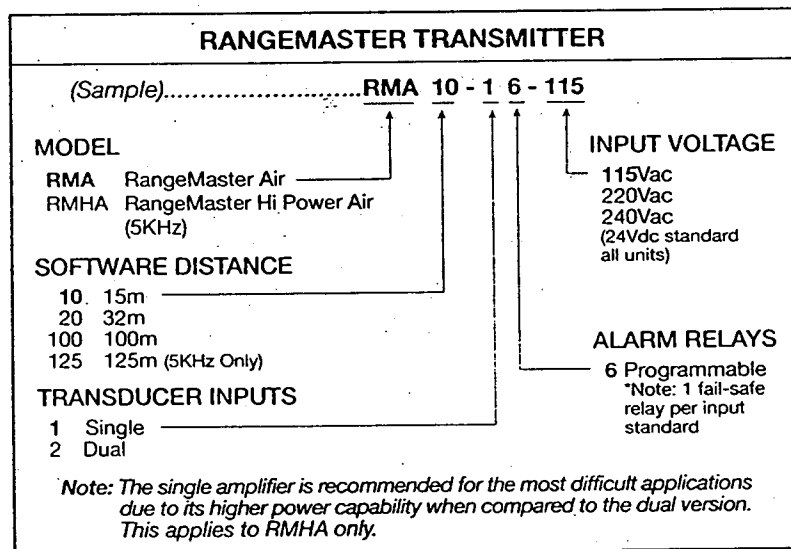 RANGEMASTER TRANSMITTER
(Sample)............................RMA 10 - 1 6 - 115
MODEL
RMA RangeMaster Air
RMHA RangeMaster Hi Power Air
(5KHz)
SOFTWARE DISTANCE
10. 15m
20 32m
100 100m
125 125m (5KHz Only)
TRANSDUCER INPUTS
1 Single
2 Dual
INPUT VOLTAGE
115Vac
220Vac
240Vac
(24Vdc standard
all units)
ALARM RELAYS
6 Programmable
*Note: 1 fail-safe
relay per input
standard
Note: The single amplifier is recommended for the most difficult applications
due to its higher power capability when compared to the dual version.
This applies to RMHA only.